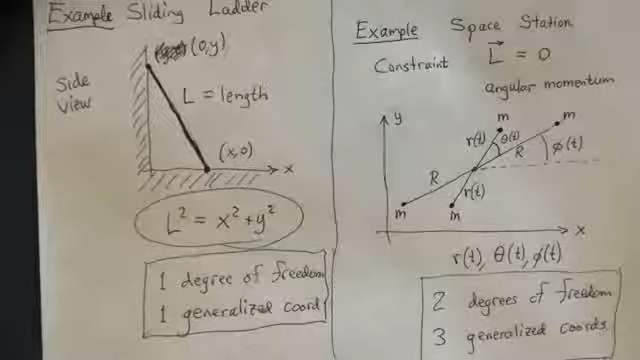 Example Sliding Ladder
(0,y)
Side
View
L = length
(x,0)
x
L² = x² + y²
1 degree of freedom
1 generalized coord
Example Space Station
Constraint L⃗ = 0
angular momentum
y
m
m
r(t)
θ(t)
R
ϕ(t)
R
r(t)
m
m
x
r(t), θ(t), ϕ(t)
2 degrees of freedom
3 generalized coords.